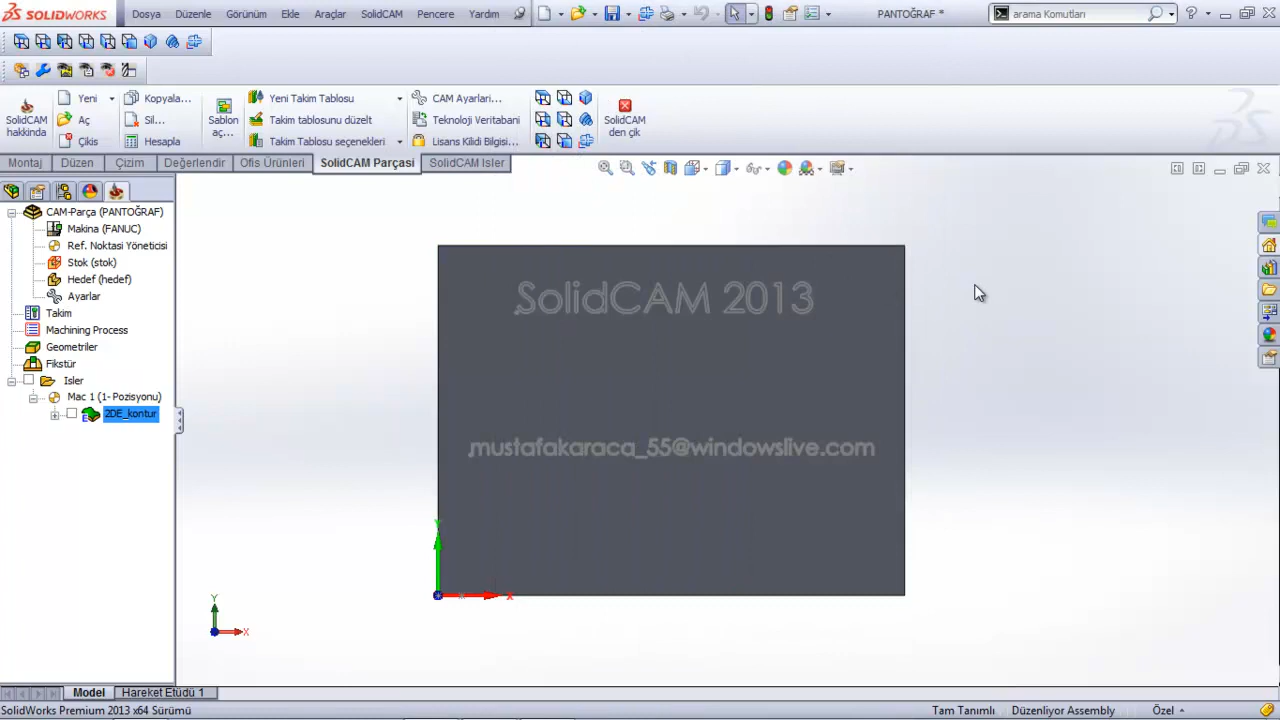 SOLIDWORKS Dosya Düzenle Görünüm Ekle Araçlar SolidCAM Pencere Yardım PANTOĞRAF * arama Komutları
SolidCAM hakkında
Yeni
Aç
Çikis
Kopyala...
Sil...
Hesapla
Sablon aç...
Yeni Takim Tablosu
Takim tablosunu düzelt
Takim Tablosu seçenekleri
CAM Ayarlari...
Teknoloji Veritabani
Lisans Kilidi Bilgisi...
SolidCAM den çik
Montaj Düzen Çizim Değerlendir Ofis Ürünleri SolidCAM Parçasi SolidCAM Isler
CAM-Parça (PANTOĞRAF)
Makina (FANUC)
Ref. Noktasi Yöneticisi
Stok (stok)
Hedef (hedef)
Ayarlar
Takim
Machining Process
Geometriler
Fikstür
Isler
Mac 1 (1- Pozisyonu)
2DE_kontur
SolidCAM 2013
mustafakaraca_55@windowslive.com
Y
X
Y
X
Model Hareket Etüdü 1
SolidWorks Premium 2013 x64 Sürümü Tam Tanımlı Düzenliyor Assembly Özel